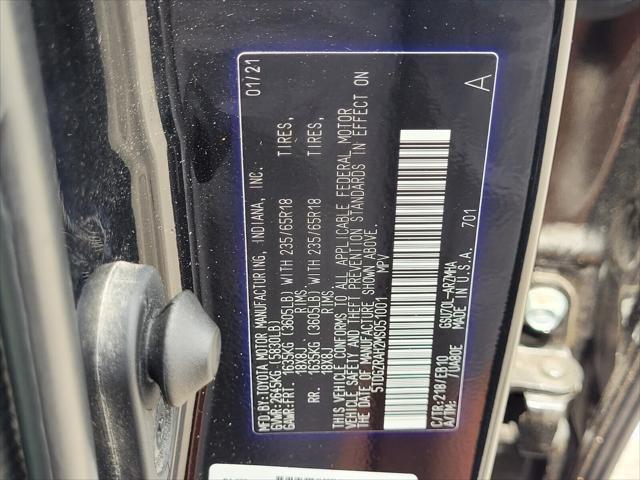 MFD.BY: TOYOTA MOTOR MANUFACTURING, INDIANA, INC. 01/21
GVWR: 2645KG (5830LB)
GAWR: FRT. 1635KG (3605LB) WITH 235/65R18 TIRES,
18X8J RIMS.
RR. 1635KG (3605LB) WITH 235/65R18 TIRES,
18X8J RIMS.
THIS VEHICLE CONFORMS TO ALL APPLICABLE FEDERAL MOTOR
VEHICLE SAFETY AND THEFT PREVENTION STANDARDS IN EFFECT ON
THE DATE OF MANUFACTURE SHOWN ABOVE.
5TDGZRAH2MS051001 MPV
C/TR: 218/EB10 GSU70L-ARZMHA
A/TM: /UA80E MADE IN U.S.A.
701 A